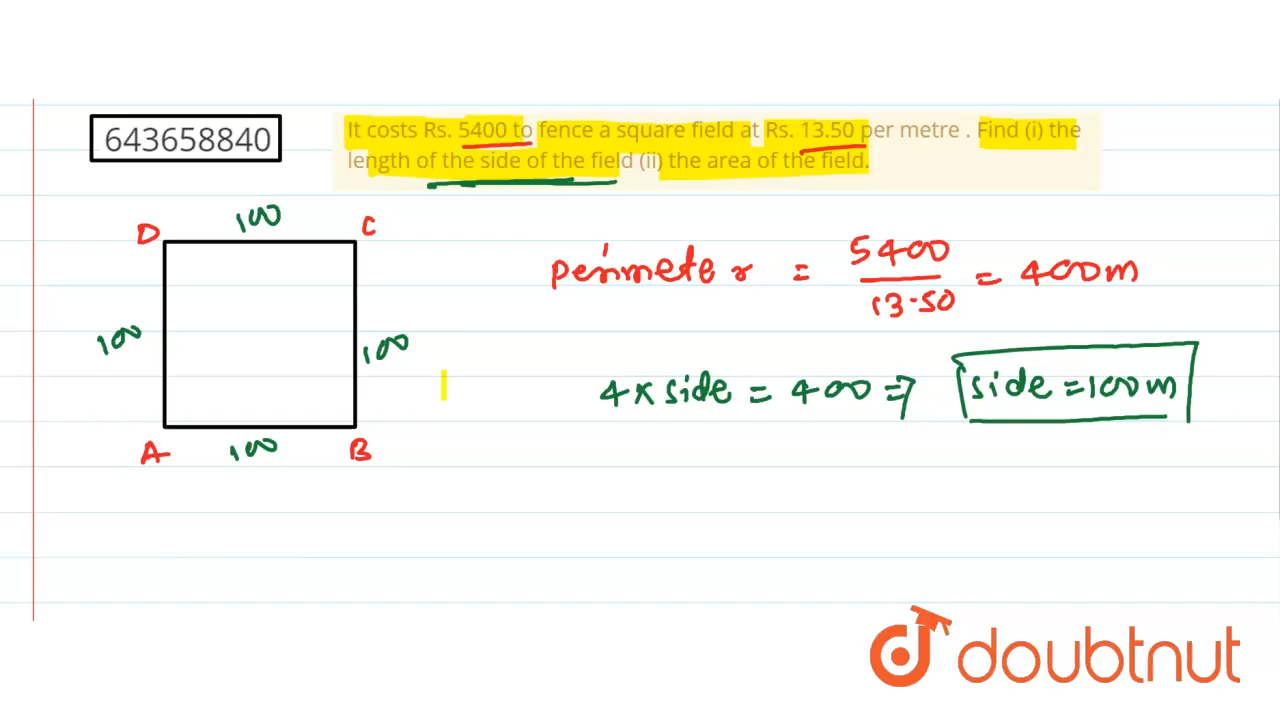 643658840
It costs Rs. 5400 to fence a square field at Rs. 13.50 per metre . Find (i) the
length of the side of the field (ii) the area of the field.
D 100 C
100
100
A 100 B
perimeter = 5400/13.50 = 400m
4 x side = 400 ⇒ side = 100m
doubtnut